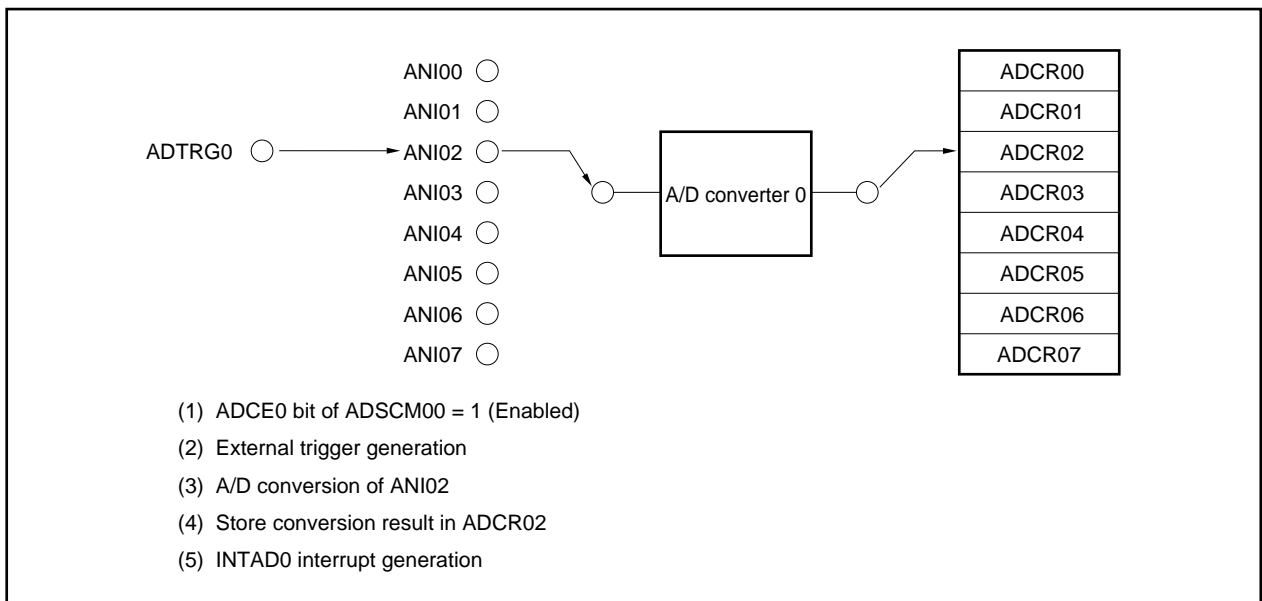 ANI00
ADCR00
ANI01
ADCR01
ADTRG0
ANI02
ADCR02
ANI03
A/D converter 0
ADCR03
ANI04
ADCR04
ANI05
ADCR05
ANI06
ADCR06
ANI07
ADCR07
(1) ADCE0 bit of ADSCM00 = 1 (Enabled)
(2) External trigger generation
(3) A/D conversion of ANI02
(4) Store conversion result in ADCR02
(5) INTAD0 interrupt generation